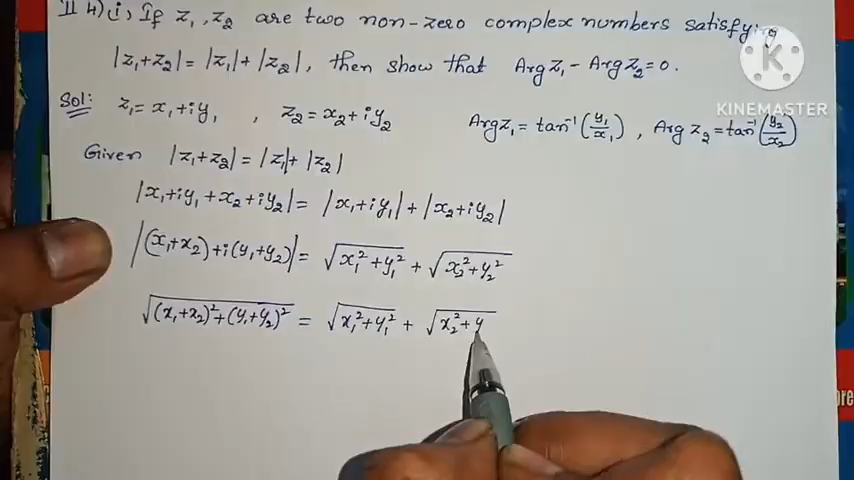 II 4) (i) If z₁, z₂ are two non-zero complex numbers satisfying
|z₁+z₂| = |z₁| + |z₂|, then show that Arg z₁ - Arg z₂ = 0.
KINEMASTER
Sol: z₁ = x₁+iy₁ , z₂ = x₂+iy₂ Arg z₁ = tan⁻¹(y₁/x₁) , Arg z₂ = tan⁻¹(y₂/x₂)
Given |z₁+z₂| = |z₁| + |z₂|
|x₁+iy₁+x₂+iy₂| = |x₁+iy₁| + |x₂+iy₂|
|(x₁+x₂)+i(y₁+y₂)| = √(x₁²+y₁²) + √(x₂²+y₂²)
√((x₁+x₂)²+(y₁+y₂)²) = √(x₁²+y₁²) + √(x₂²+y